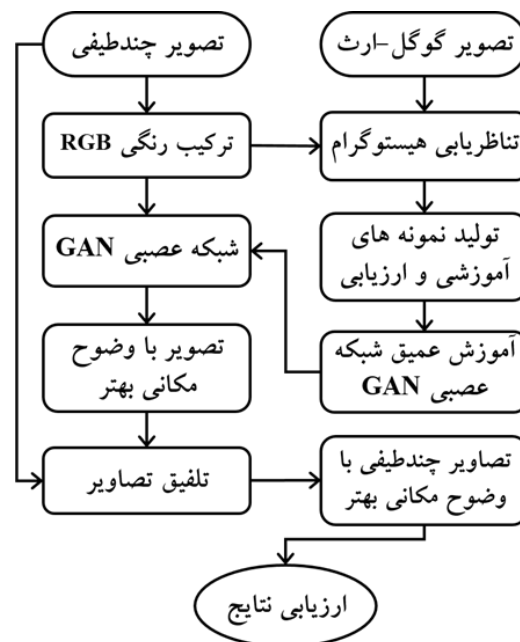 تصویر گوگل-ارث
تصویر چندطیفی
تناظریابی هیستوگرام
ترکیب رنگی RGB
تولید نمونه های
آموزشی و ارزیابی
شبکه عصبی GAN
آموزش عمیق شبکه
عصبی GAN
تصویر با وضوح
مکانی بهتر
تلفیق تصاویر
تصاویر چندطیفی با
وضوح مکانی بهتر
ارزیابی نتایج